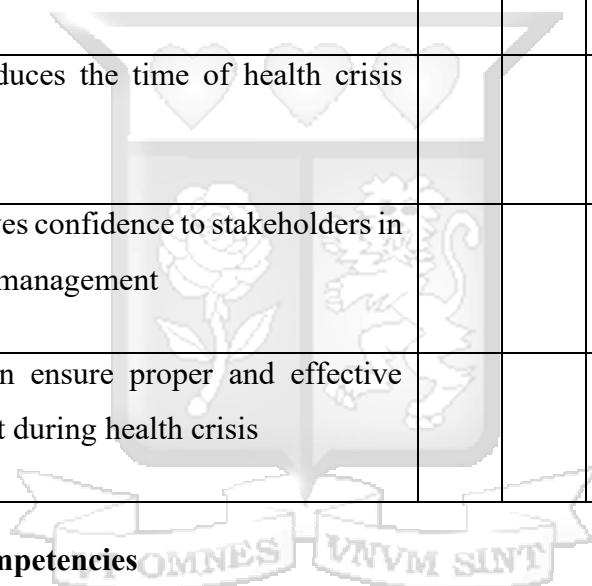 duces the time of health crisis
ves confidence to stakeholders in
management
n ensure proper and effective
t during health crisis
mpetencies
VT OMNES VNVM SINT